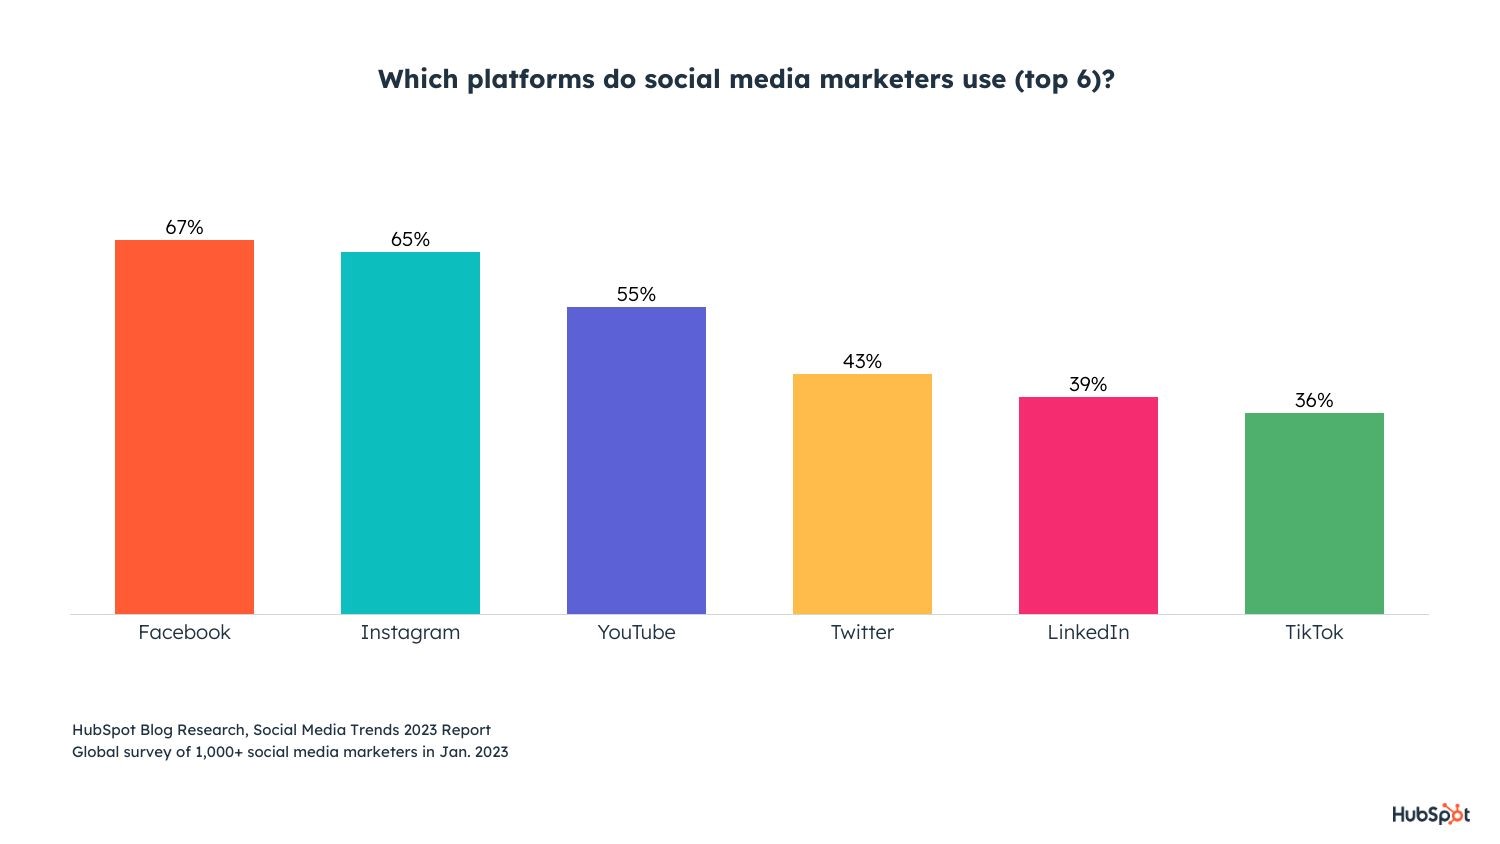 Which platforms do social media marketers use (top 6)?
67%
65%
55%
43%
39%
36%
Facebook
Instagram
YouTube
Twitter
LinkedIn
TikTok
HubSpot Blog Research, Social Media Trends 2023 Report
Global survey of 1,000+ social media marketers in Jan. 2023
HubSpot